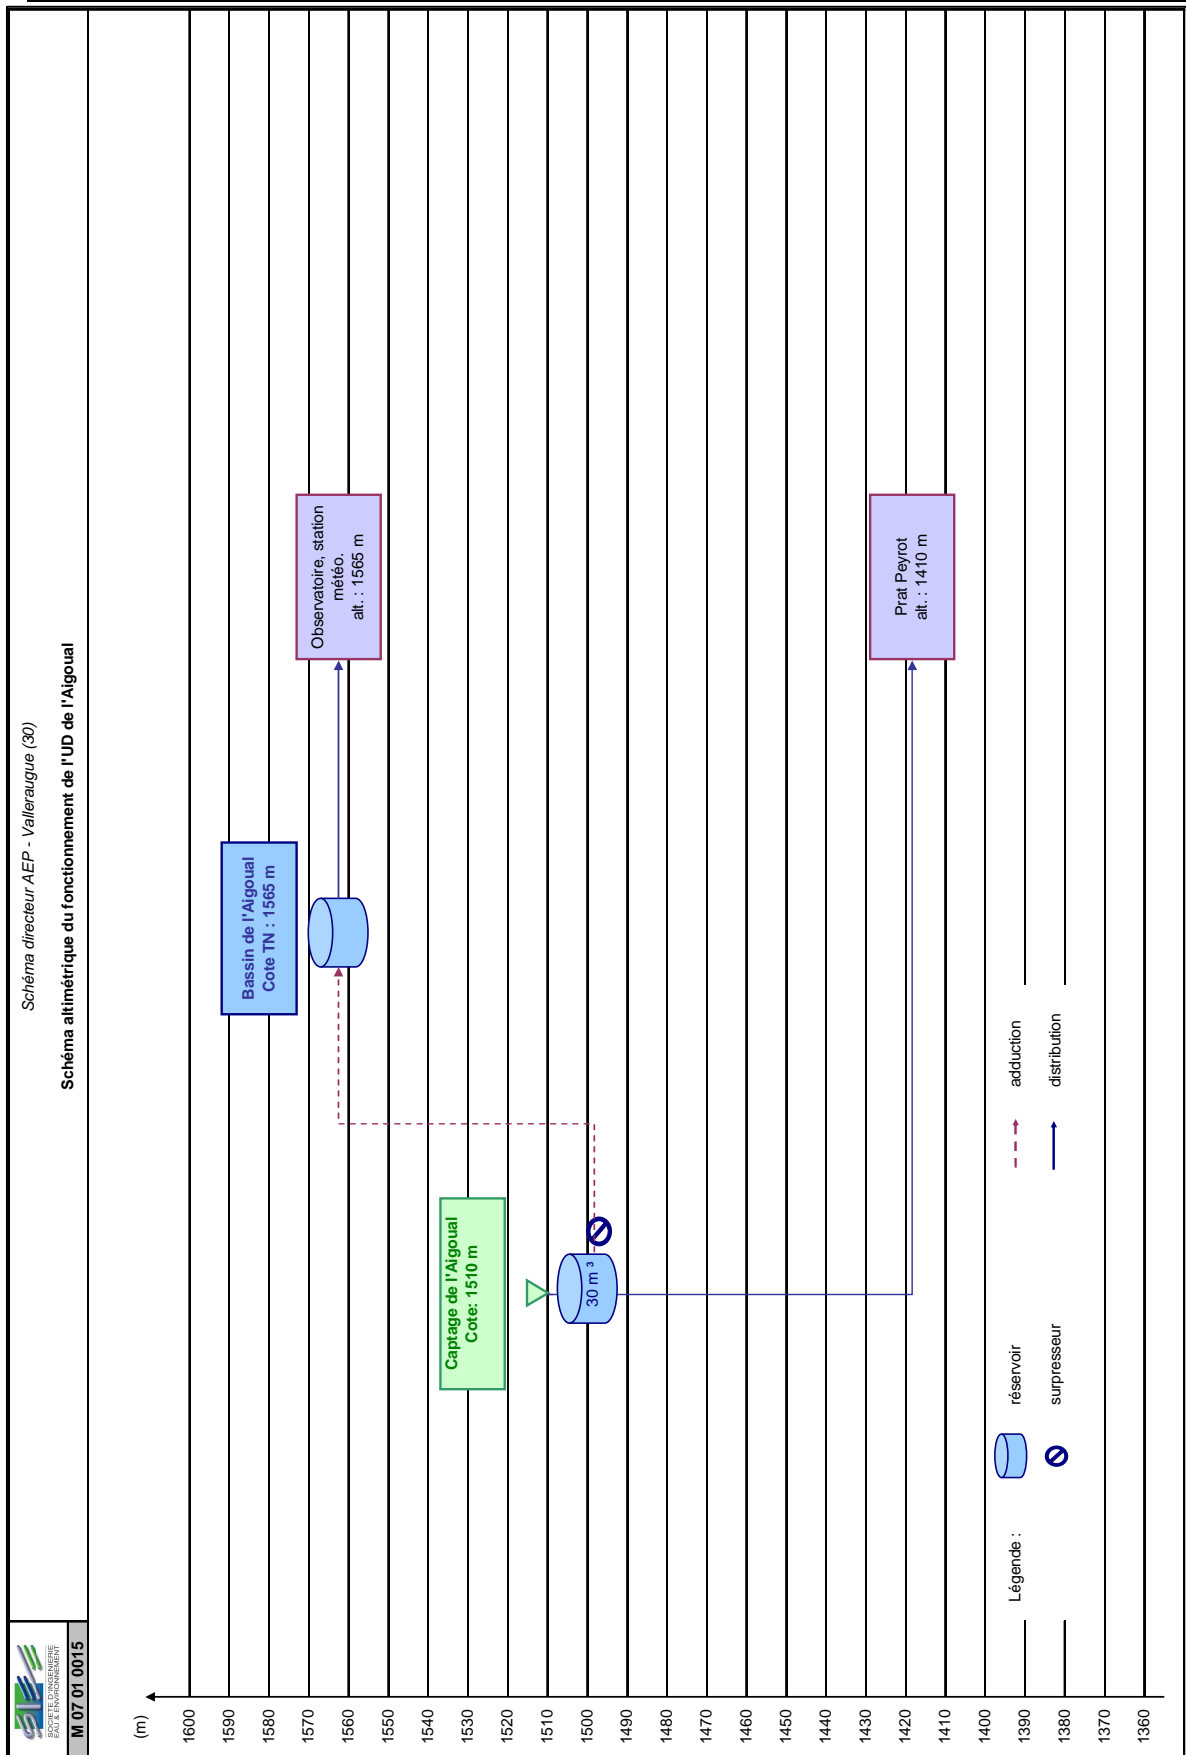 SOCIETE D'INGENIERIE
EAU & ENVIRONNEMENT
M 07 01 0015
Schéma directeur AEP - Valleraugue (30)
Schéma altimétrique du fonctionnement de l'UD de l'Aigoual
(m)
1600
1590
1580
1570
1560
1550
1540
1530
1520
1510
1500
1490
1480
1470
1460
1450
1440
1430
1420
1410
1400
1390
1380
1370
1360
Bassin de l'Aigoual
Cote TN : 1565 m
Observatoire, station
météo.
alt. : 1565 m
Captage de l'Aigoual
Cote: 1510 m
30 m ³
Prat Peyrot
alt. : 1410 m
Légende :
réservoir
surpresseur
adduction
distribution